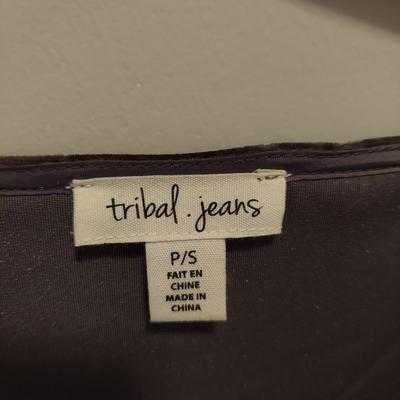 tribal.jeans
P/S
FAIT EN
CHINE
MADE IN
CHINA